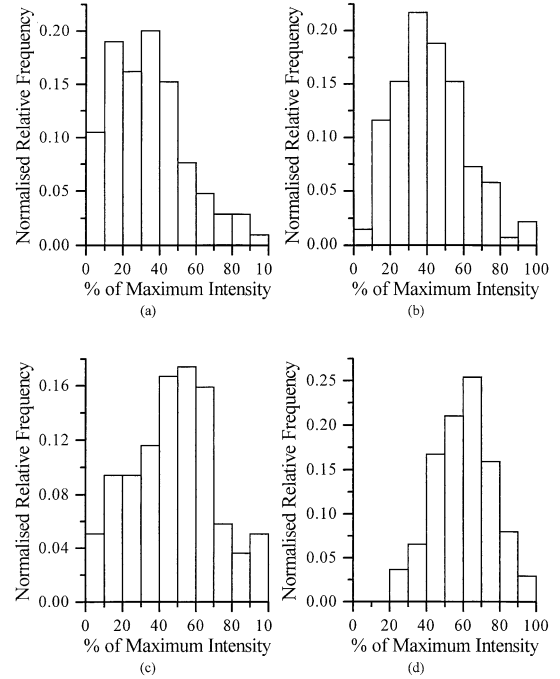 Normalised Relative Frequency
0.20
0.15
0.10
0.05
0.00
0 20 40 60 80 10
% of Maximum Intensity
(a)
Normalised Relative Frequency
0.20
0.15
0.10
0.05
0.00
0 20 40 60 80 100
% of Maximum Intensity
(b)
Normalised Relative Frequency
0.16
0.12
0.08
0.04
0.00
0 20 40 60 80 10
% of Maximum Intensity
(c)
Normalised Relative Frequency
0.25
0.20
0.15
0.10
0.05
0.00
0 20 40 60 80 100
% of Maximum Intensity
(d)